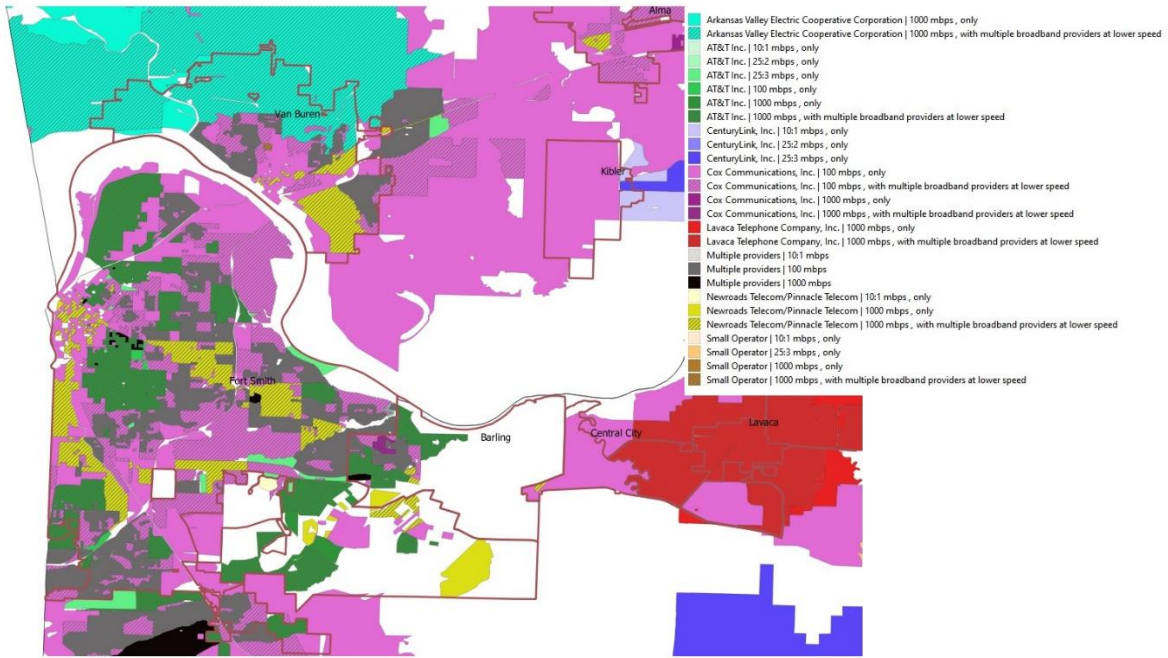 Alma
Van Buren
Kibler
Fort Smith
Barling
Central City
Lavaca
Arkansas Valley Electric Cooperative Corporation | 1000 mbps , only
Arkansas Valley Electric Cooperative Corporation | 1000 mbps , with multiple broadband providers at lower speed
AT&T Inc. | 10:1 mbps , only
AT&T Inc. | 25:2 mbps , only
AT&T Inc. | 25:3 mbps , only
AT&T Inc. | 100 mbps , only
AT&T Inc. | 1000 mbps , only
AT&T Inc. | 1000 mbps , with multiple broadband providers at lower speed
CenturyLink, Inc. | 10:1 mbps , only
CenturyLink, Inc. | 25:2 mbps , only
CenturyLink, Inc. | 25:3 mbps , only
Cox Communications, Inc. | 100 mbps , only
Cox Communications, Inc. | 100 mbps , with multiple broadband providers at lower speed
Cox Communications, Inc. | 1000 mbps , only
Cox Communications, Inc. | 1000 mbps , with multiple broadband providers at lower speed
Lavaca Telephone Company, Inc. | 1000 mbps , only
Lavaca Telephone Company, Inc. | 1000 mbps , with multiple broadband providers at lower speed
Multiple providers | 10:1 mbps
Multiple providers | 100 mbps
Multiple providers | 1000 mbps
Newroads Telecom/Pinnacle Telecom | 10:1 mbps , only
Newroads Telecom/Pinnacle Telecom | 1000 mbps , only
Newroads Telecom/Pinnacle Telecom | 1000 mbps , with multiple broadband providers at lower speed
Small Operator | 10:1 mbps , only
Small Operator | 25:3 mbps , only
Small Operator | 1000 mbps , only
Small Operator | 1000 mbps , with multiple broadband providers at lower speed